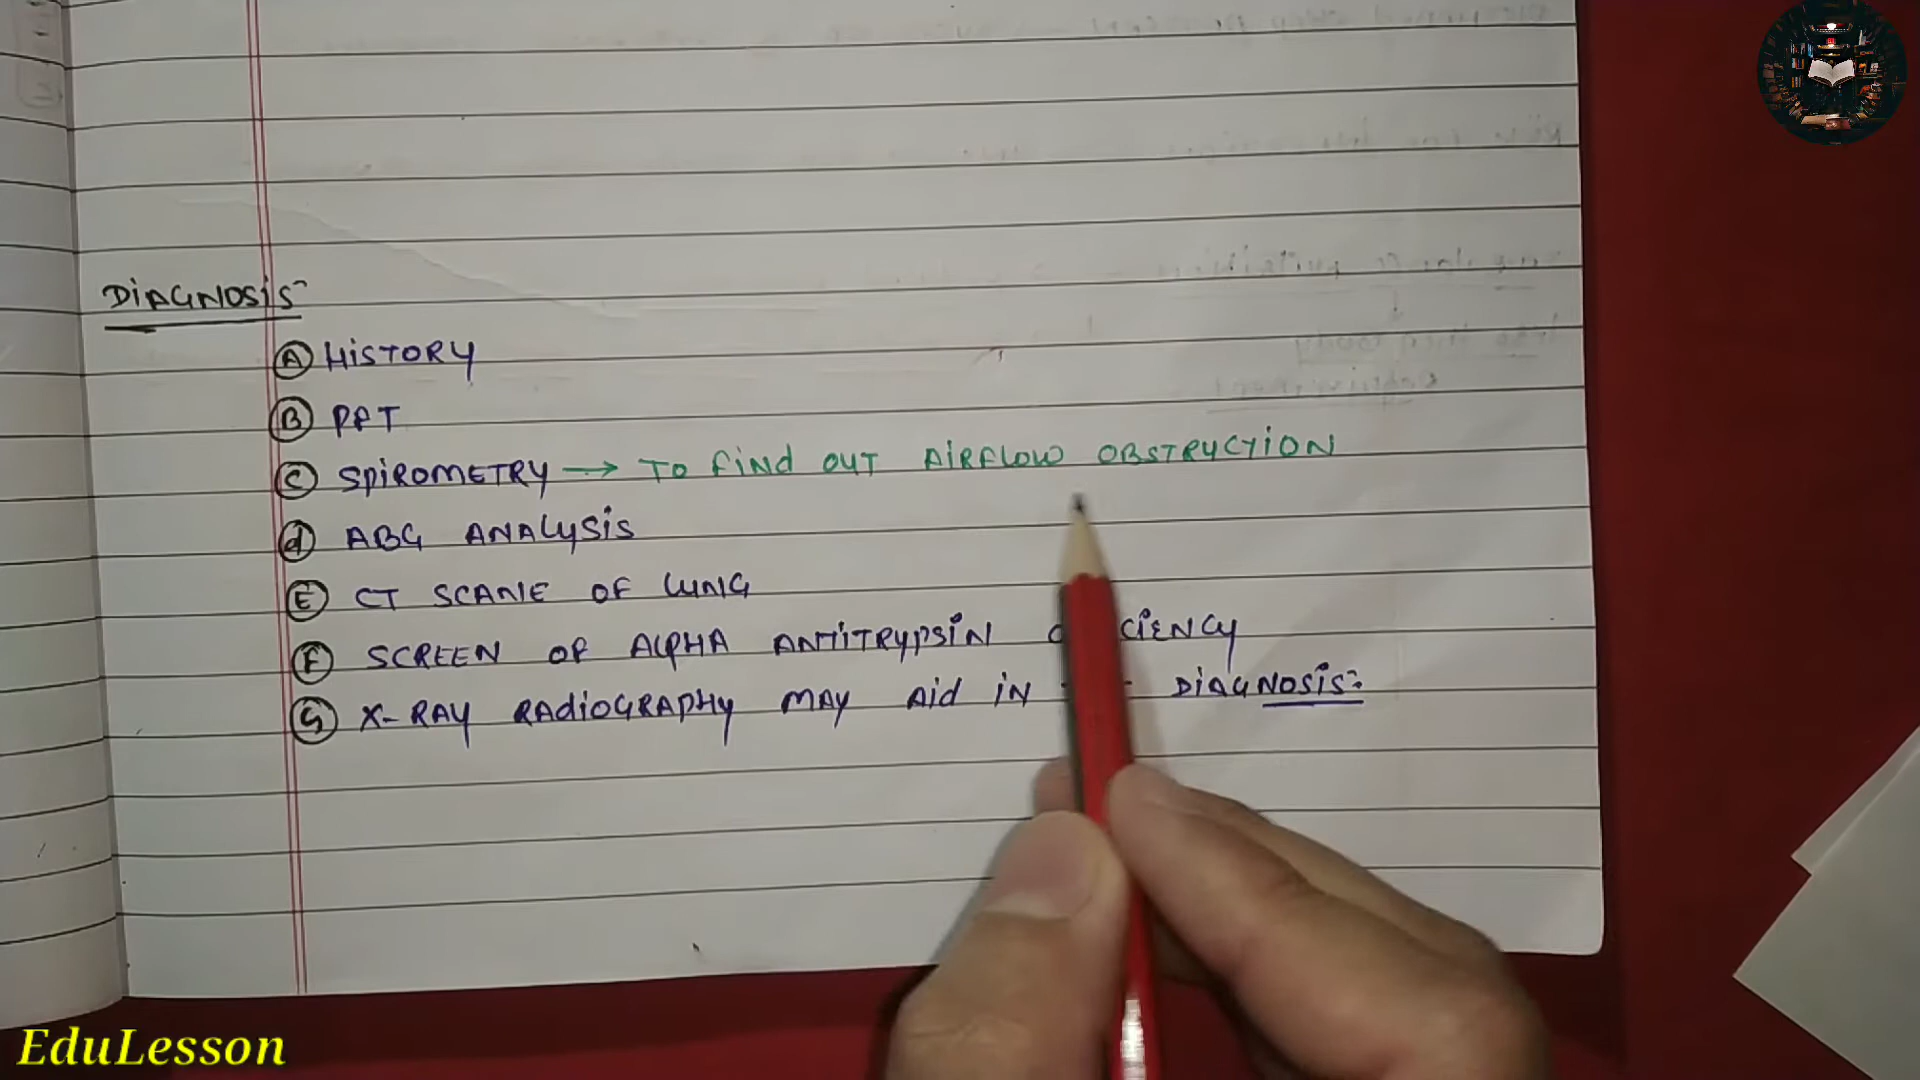 DIAGNOSIS-
(A) HISTORY
(B) PFT
(C) SPIROMETRY → TO FIND OUT AIRFLOW OBSTRUCTION
(d) ABG ANALYSIS
(E) CT SCANE OF LUNG
(F) SCREEN OF ALPHA ANTITRYPSIN
(G) X-RAY RADIOGRAPHY MAY AID IN DIAGNOSIS:
EduLesson